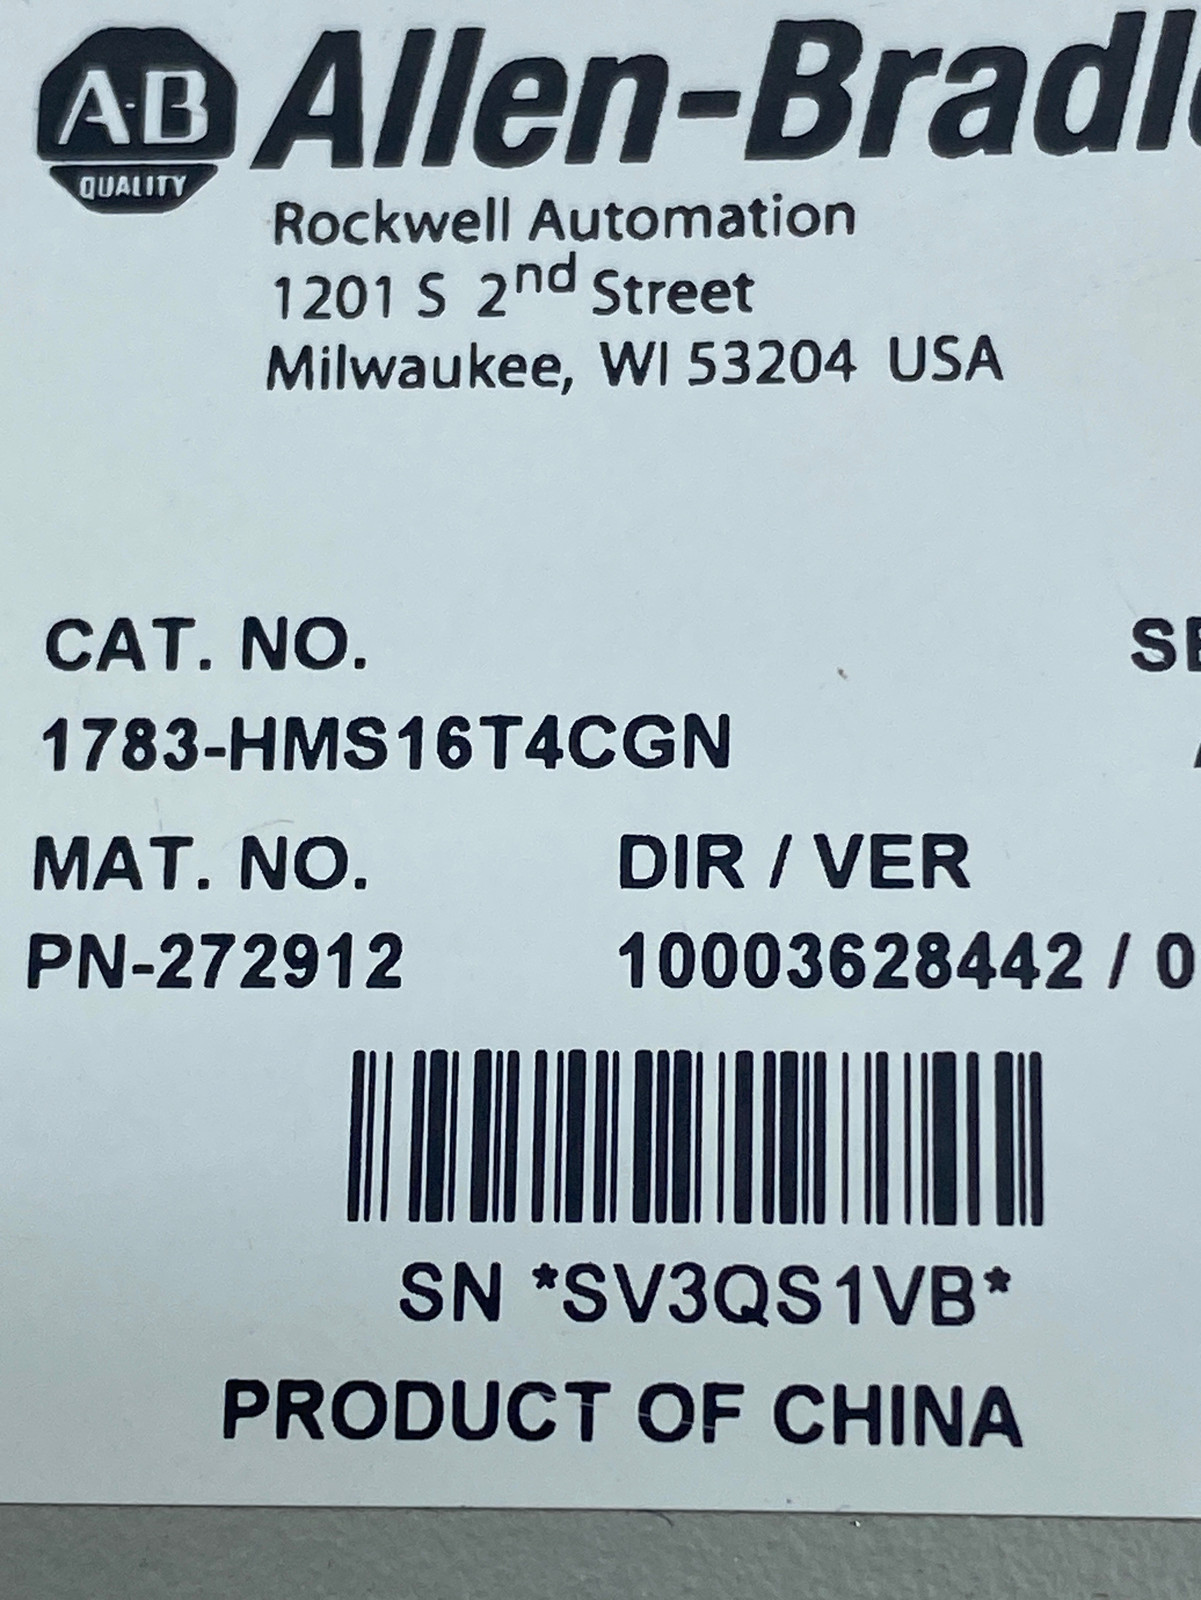 A-B
QUALITY
Allen-Bradl
Rockwell Automation
1201 S 2nd Street
Milwaukee, WI 53204 USA
CAT. NO.
1783-HMS16T4CGN
MAT. NO. DIR / VER
PN-272912 10003628442 / 0
SN *SV3QS1VB*
PRODUCT OF CHINA